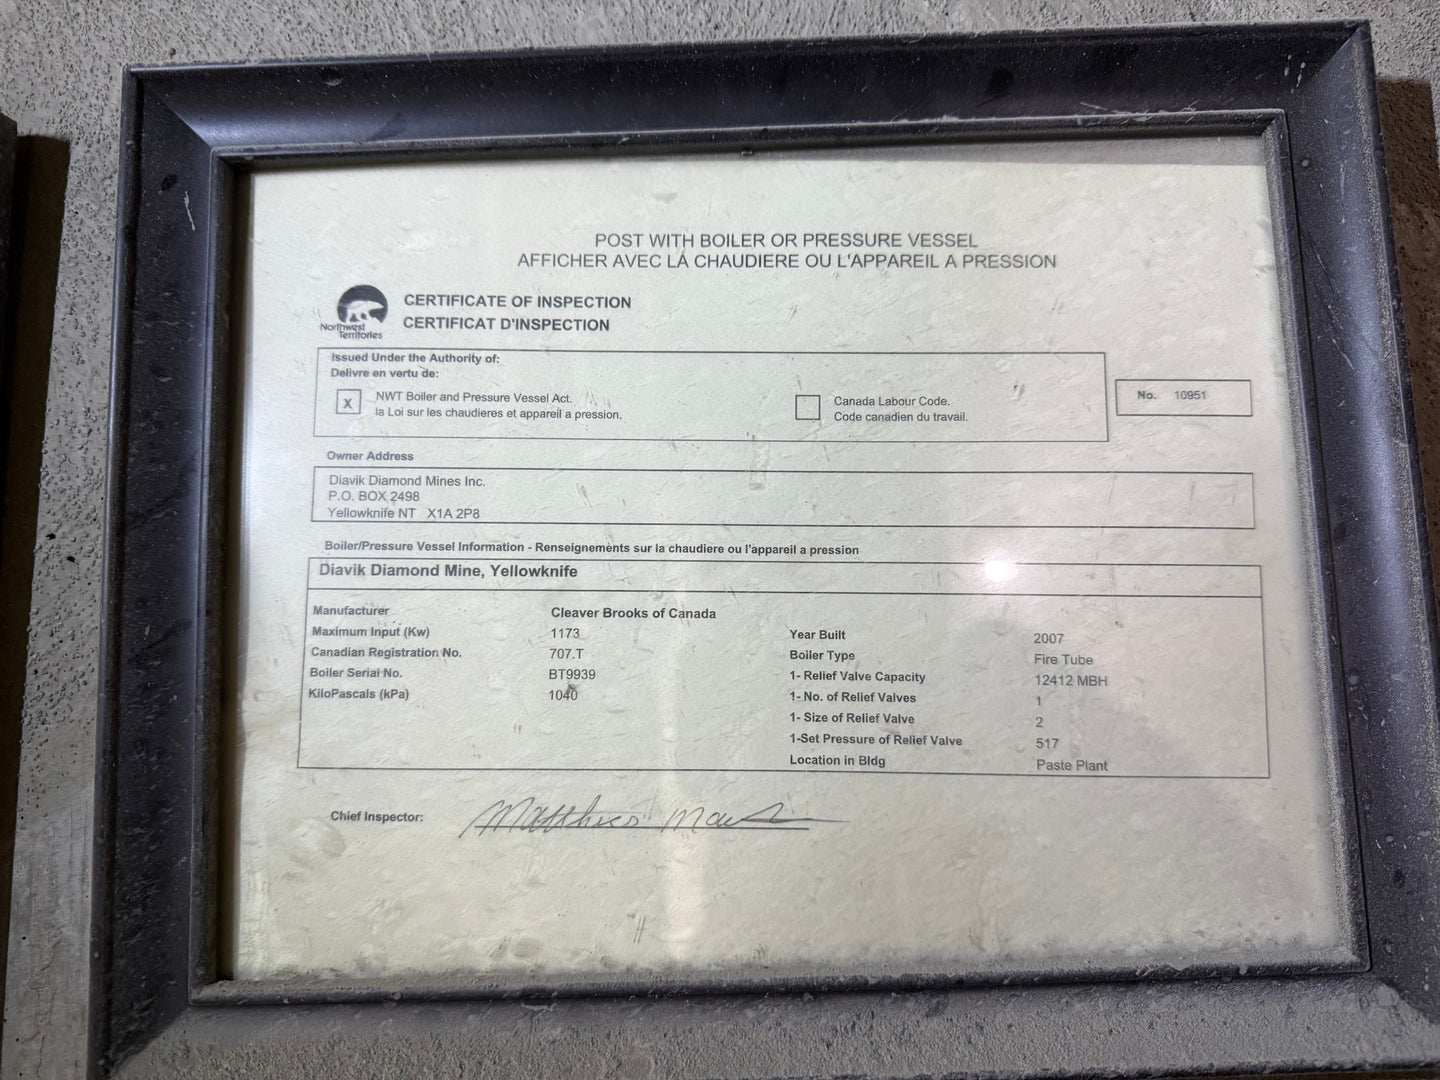 POST WITH BOILER OR PRESSURE VESSEL
AFFICHER AVEC LA CHAUDIERE OU L'APPAREIL A PRESSION
Northwest
Territories
CERTIFICATE OF INSPECTION
CERTIFICAT D'INSPECTION
Issued Under the Authority of:
Delivre en vertu de:
X
NWT Boiler and Pressure Vessel Act.
la Loi sur les chaudieres et appareil a pression.
Canada Labour Code.
Code canadien du travail.
No. 10951
Owner Address
Diavik Diamond Mines Inc.
P.O. BOX 2498
Yellowknife NT X1A 2P8
Boiler/Pressure Vessel Information - Renseignements sur la chaudiere ou l'appareil a pression
Diavik Diamond Mine, Yellowknife
Manufacturer Cleaver Brooks of Canada
Maximum Input (Kw) 1173
Canadian Registration No. 707.T
Boiler Serial No. BT9939
KiloPascals (kPa) 1040
Year Built 2007
Boiler Type Fire Tube
1- Relief Valve Capacity 12412 MBH
1- No. of Relief Valves 1
1- Size of Relief Valve 2
1-Set Pressure of Relief Valve 517
Location in Bldg Paste Plant
Chief Inspector: Matthias